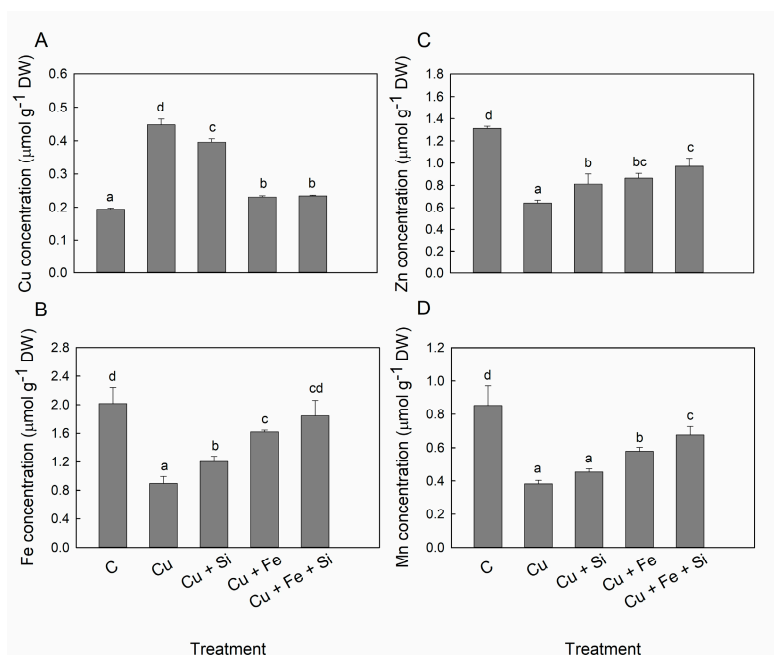 A
Cu concentration (μmol g⁻¹ DW)
0.6
0.5
0.4
0.3
0.2
0.1
0.0
a
d
c
b
b
C
Zn concentration (μmol g⁻¹ DW)
1.8
1.6
1.4
1.2
1.0
0.8
0.6
0.4
0.2
0.0
d
a
b
bc
c
B
Fe concentration (μmol g⁻¹ DW)
2.8
2.4
2.0
1.6
1.2
0.8
0.4
0.0
d
a
b
c
cd
C
Cu
Cu + Si
Cu + Fe
Cu + Fe + Si
Treatment
D
Mn concentration (μmol g⁻¹ DW)
1.2
1.0
0.8
0.6
0.4
0.2
0.0
d
a
a
b
c
C
Cu
Cu + Si
Cu + Fe
Cu + Fe + Si
Treatment